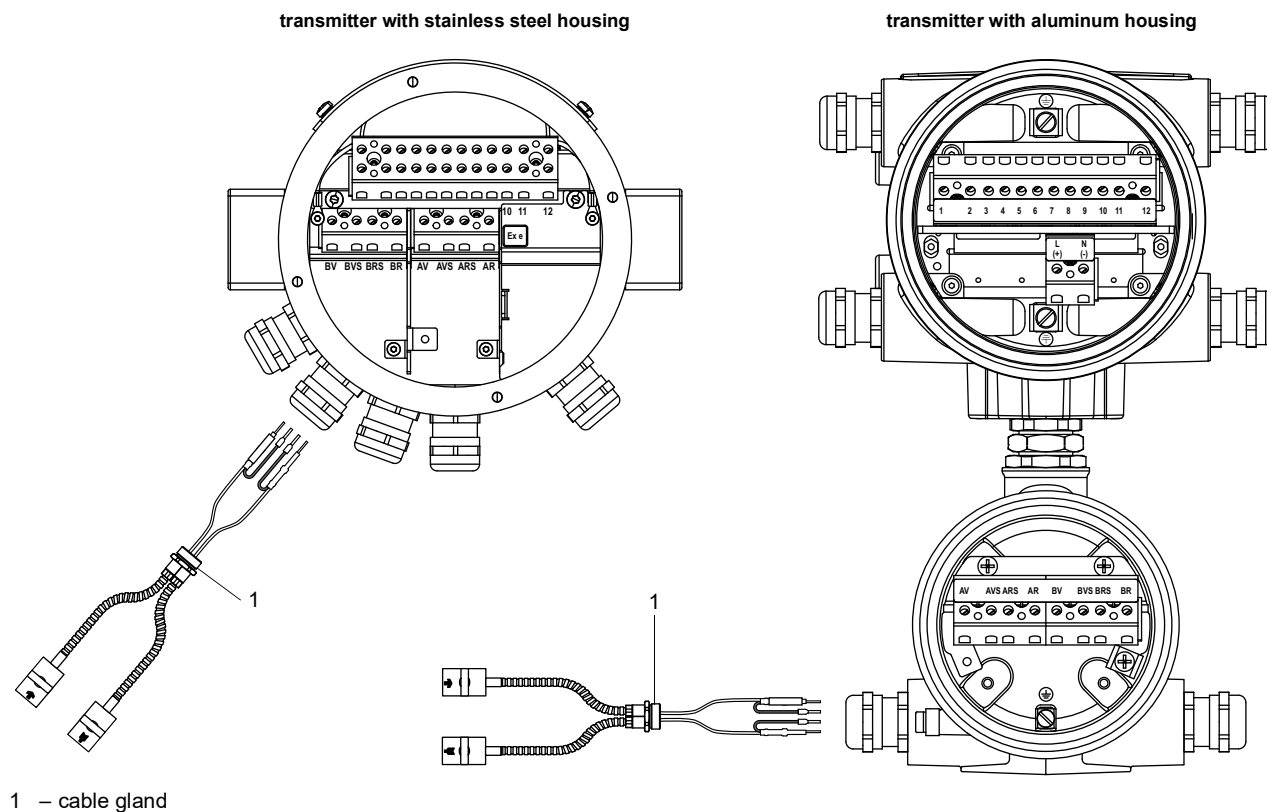 transmitter with stainless steel housing
transmitter with aluminum housing
10 11 12
Ex e
BV BVS BRS BR AV AVS ARS AR
1 2 3 4 5 6 7 8 9 10 11 12
L N
(+) (-)
1
1
AV AVS ARS AR BV BVS BRS BR
1 – cable gland